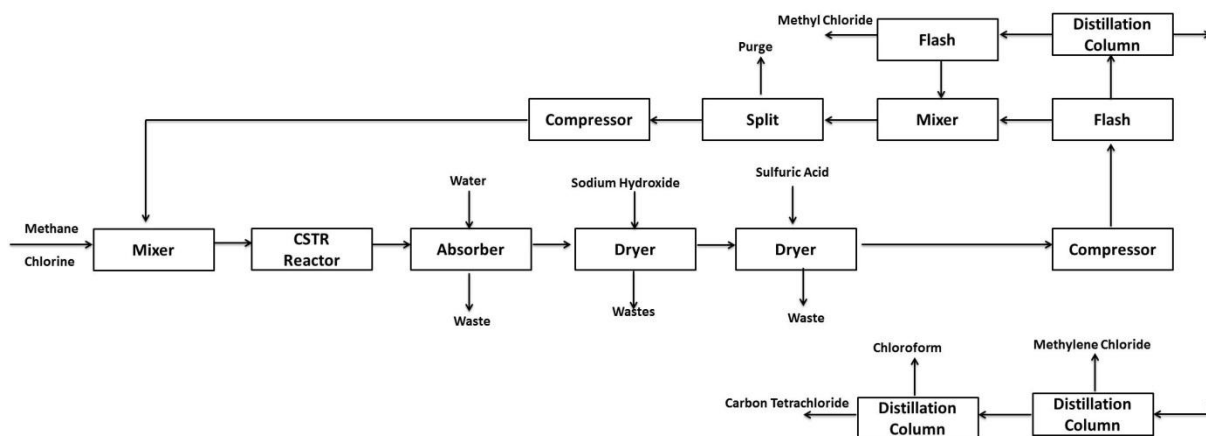 Methyl Chloride
Flash
Distillation
Column
Purge
Compressor
Split
Mixer
Flash
Water
Sodium Hydroxide
Sulfuric Acid
Methane
Chlorine
Mixer
CSTR
Reactor
Absorber
Dryer
Dryer
Compressor
Waste
Wastes
Waste
Chloroform
Methylene Chloride
Carbon Tetrachloride
Distillation
Column
Distillation
Column